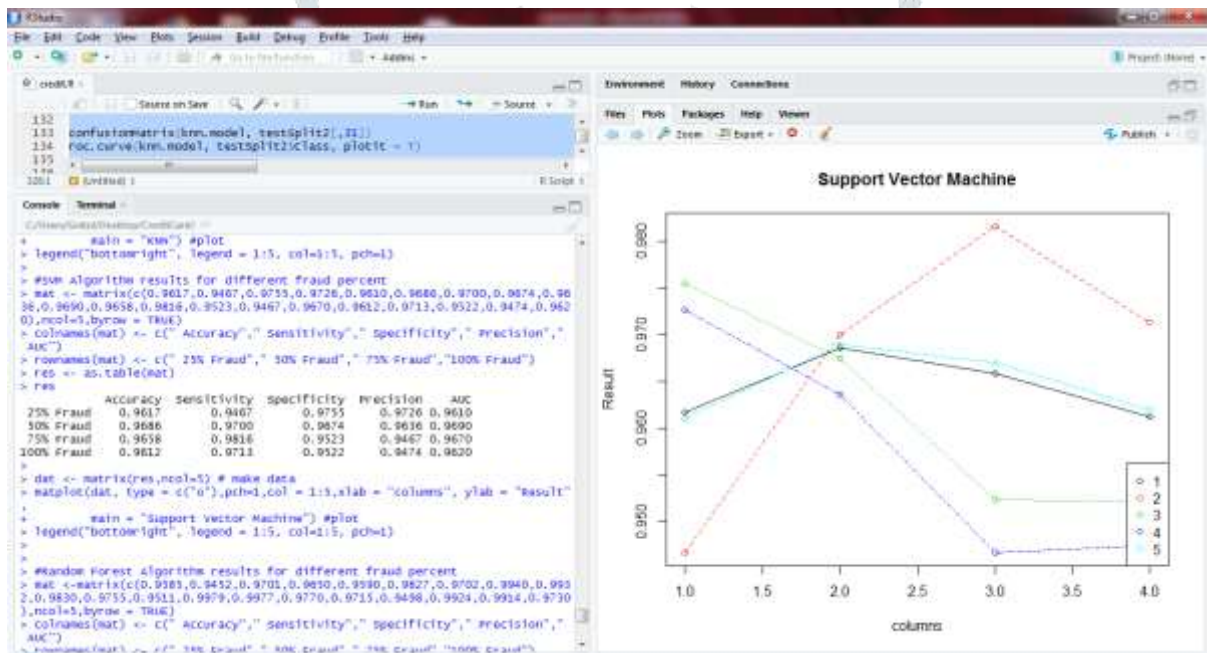 RStudio
File Edit Code View Plots Session Build Debug Profile Tools Help
Go to file/function Addins
Project: (None)
credit.R
Source on Save Run Source
132
133 confusionMatrix(knn.model, testSplit2[,31])
134 roc.curve(knn.model, testSplit2$Class, plotit = T)
135
(Untitled) R Script
Console Terminal
+ main = "KNN") #plot
> legend("bottomright", legend = 1:5, col=1:5, pch=1)
>
> #SVM Algorithm results for different fraud percent
> mat <- matrix(c(0.9617,0.9467,0.9755,0.9726,0.9610,0.9686,0.9700,0.9674,0.96
36,0.9690,0.9658,0.9816,0.9523,0.9467,0.9670,0.9612,0.9713,0.9522,0.9474,0.962
0),ncol=5,byrow = TRUE)
> colnames(mat) <- c(" Accuracy"," Sensitivity"," Specificity"," Precision","
AUC")
> rownames(mat) <- c(" 25% Fraud"," 50% Fraud"," 75% Fraud","100% Fraud")
> res <- as.table(mat)
> res
Accuracy Sensitivity Specificity Precision AUC
25% Fraud 0.9617 0.9467 0.9755 0.9726 0.9610
50% Fraud 0.9686 0.9700 0.9674 0.9636 0.9690
75% Fraud 0.9658 0.9816 0.9523 0.9467 0.9670
100% Fraud 0.9612 0.9713 0.9522 0.9474 0.9620
>
> dat <- matrix(res,ncol=5) # make data
> matplot(dat, type = c("o"),pch=1,col = 1:5,xlab = "columns", ylab = "Result"
,
+ main = "Support Vector Machine") #plot
> legend("bottomright", legend = 1:5, col=1:5, pch=1)
>
>
> #Random Forest Algorithm results for different fraud percent
> mat <-matrix(c(0.9585,0.9452,0.9701,0.9650,0.9590,0.9827,0.9702,0.9940,0.993
2,0.9830,0.9755,0.9511,0.9979,0.9977,0.9770,0.9715,0.9498,0.9924,0.9914,0.9730
),ncol=5,byrow = TRUE)
> colnames(mat) <- c(" Accuracy"," Sensitivity"," Specificity"," Precision","
AUC")
> rownames(mat) <- c(" 25% Fraud"," 50% Fraud"," 75% Fraud","100% Fraud")
Environment History Connections
Files Plots Packages Help Viewer
Zoom Export Publish
Support Vector Machine
Result
0.980
0.970
0.960
0.950
1
2
3
4
5
1.0 1.5 2.0 2.5 3.0 3.5 4.0
columns